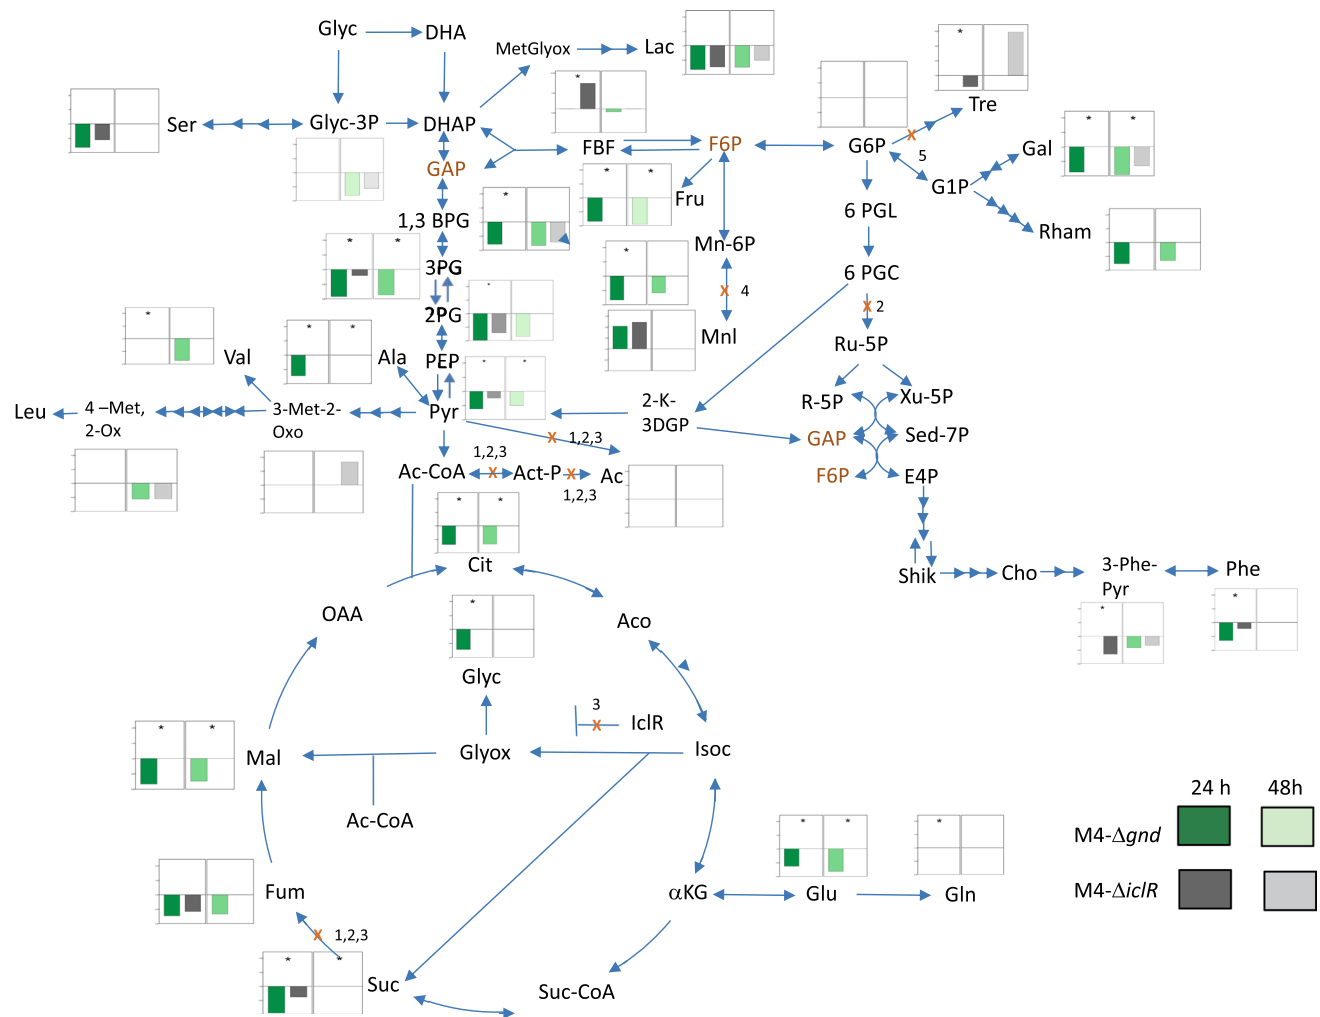 Glyc
DHA
MetGlyox
Lac
*
Tre
*
Ser
Glyc-3P
DHAP
FBF
F6P
G6P
x
5
Gal
* *
GAP
G1P
Fru
* *
1,3 BPG
*
6 PGL
Rham
* *
3PG
Mn-6P
*
x 4
6 PGC
x 2
*
2PG
Mnl
*
Val
* *
Ala
PEP
* *
Ru-5P
Leu
4 –Met,
2-Ox
3-Met-2-
Oxo
Pyr
2-K-
3DGP
R-5P
Xu-5P
x 1,2,3
GAP
Sed-7P
Ac-CoA
1,2,3
x
Act-P
x
1,2,3
Ac
F6P
E4P
* *
Cit
Shik
Cho
3-Phe-
Pyr
Phe
*
*
OAA
*
Aco
Glyc
3
x
IclR
* *
Mal
Glyox
Isoc
Ac-CoA
24 h
48h
M4-Δgnd
M4-ΔiclR
* *
*
Fum
αKG
Glu
Gln
x 1,2,3
* *
Suc
Suc-CoA